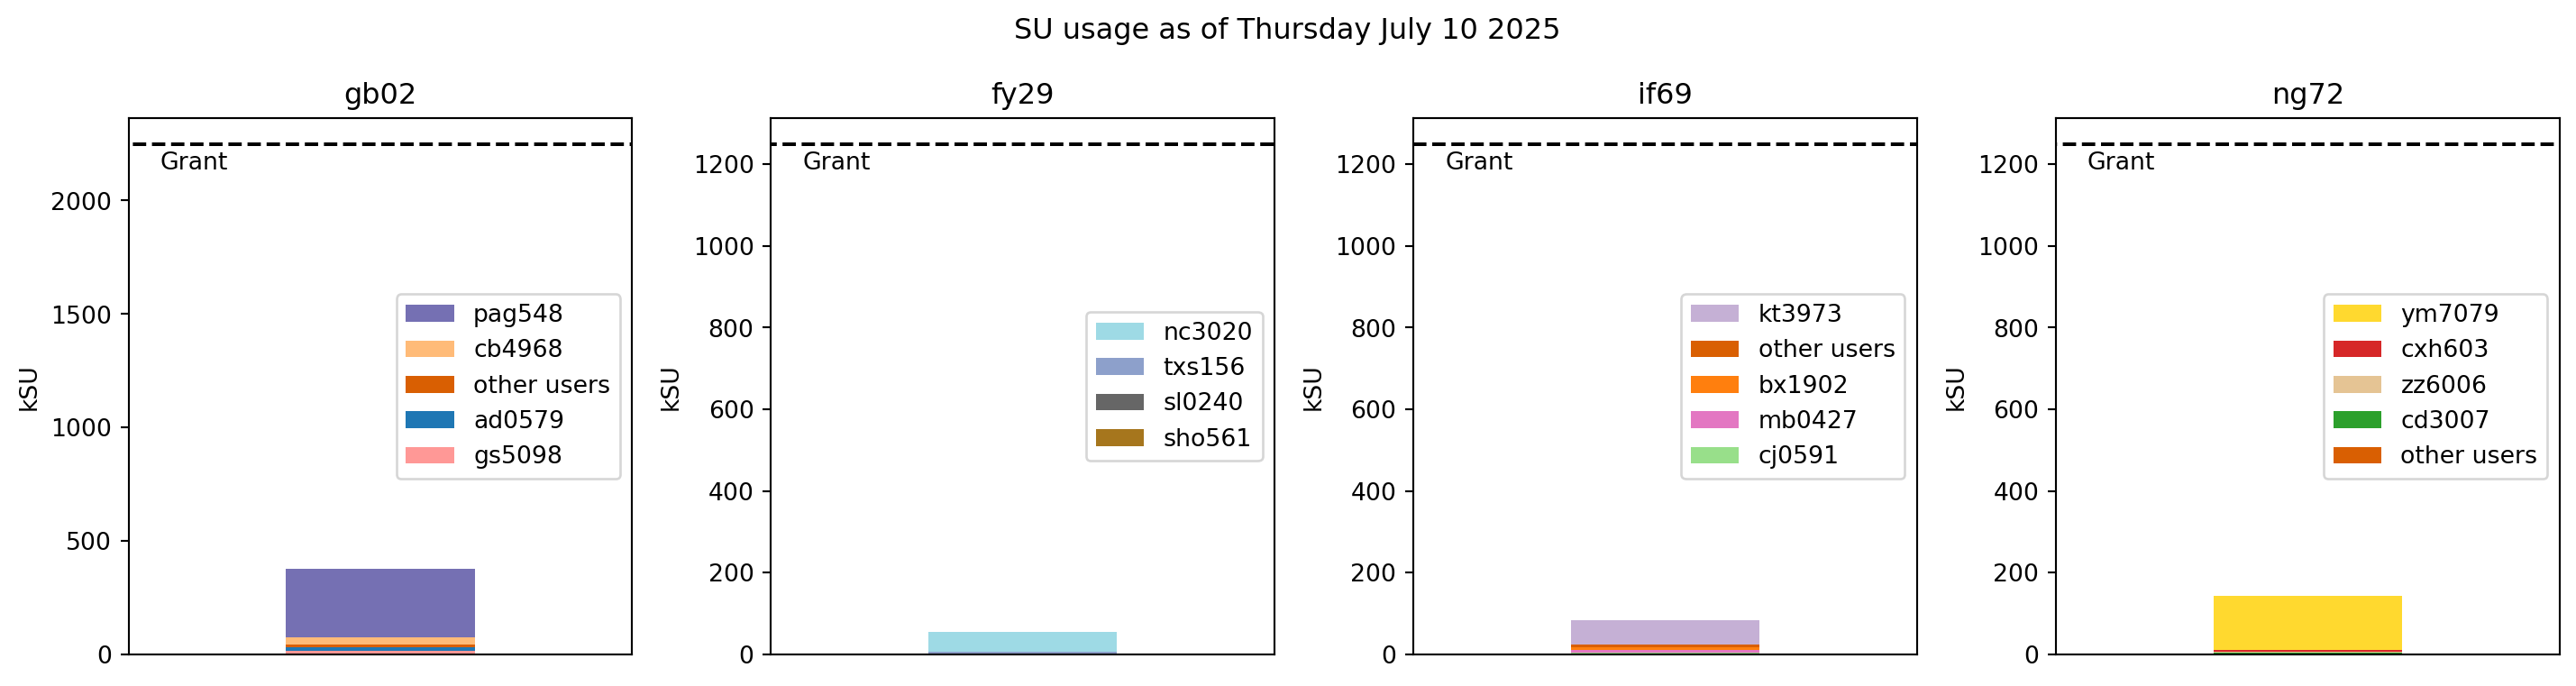 SU usage as of Thursday July 10 2025
gb02
Grant
2000
1500
1000
500
0
kSU
pag548
cb4968
other users
ad0579
gs5098
fy29
Grant
1200
1000
800
600
400
200
0
kSU
nc3020
txs156
sl0240
sho561
if69
Grant
1200
1000
800
600
400
200
0
kSU
kt3973
other users
bx1902
mb0427
cj0591
ng72
Grant
1200
1000
800
600
400
200
0
kSU
ym7079
cxh603
zz6006
cd3007
other users